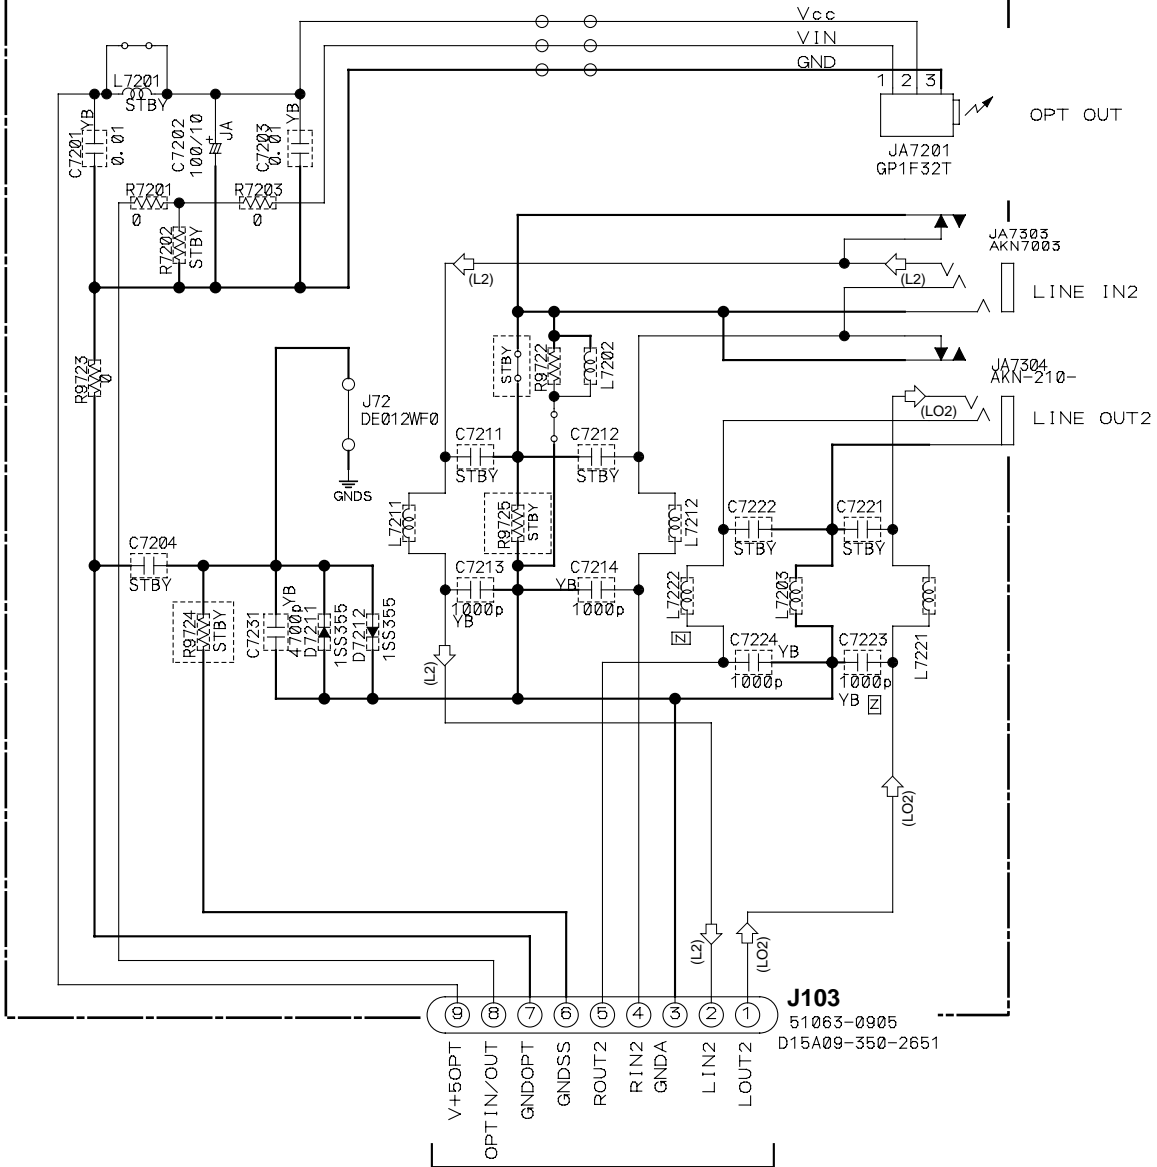 Vcc
VIN
GND
1 2 3
OPT OUT
JA7201
GP1F32T
L7201
STBY
YB
C7201
0.01
C7202
100/10
+
JA
YB
C7203
0.01
R7201
0
R7203
0
R7202
STBY
JA7303
AKN7003
(L2)
(L2)
LINE IN2
STBY
R9722
L7202
JA7304
AKN-210-
(LO2)
LINE OUT2
R9723
0
J72
DE012WF0
GNDS
C7211
STBY
C7212
STBY
L7211
R9725
STBY
L7212
C7222
STBY
C7221
STBY
C7204
STBY
C7213
1000p
YB
C7214
YB
1000p
L7222
Z
L7203
L7221
R9724
STBY
C7231
4700p
YB
D7211
1SS355
D7212
1SS355
C7224
YB
1000p
C7223
1000p
YB Z
(L2)
(LO2)
(L2)
(LO2)
J103
51063-0905
D15A09-350-2651
9 8 7 6 5 4 3 2 1
V+5OPT
OPTIN/OUT
GNDOPT
GNDSS
ROUT2
RIN2
GNDA
LIN2
LOUT2